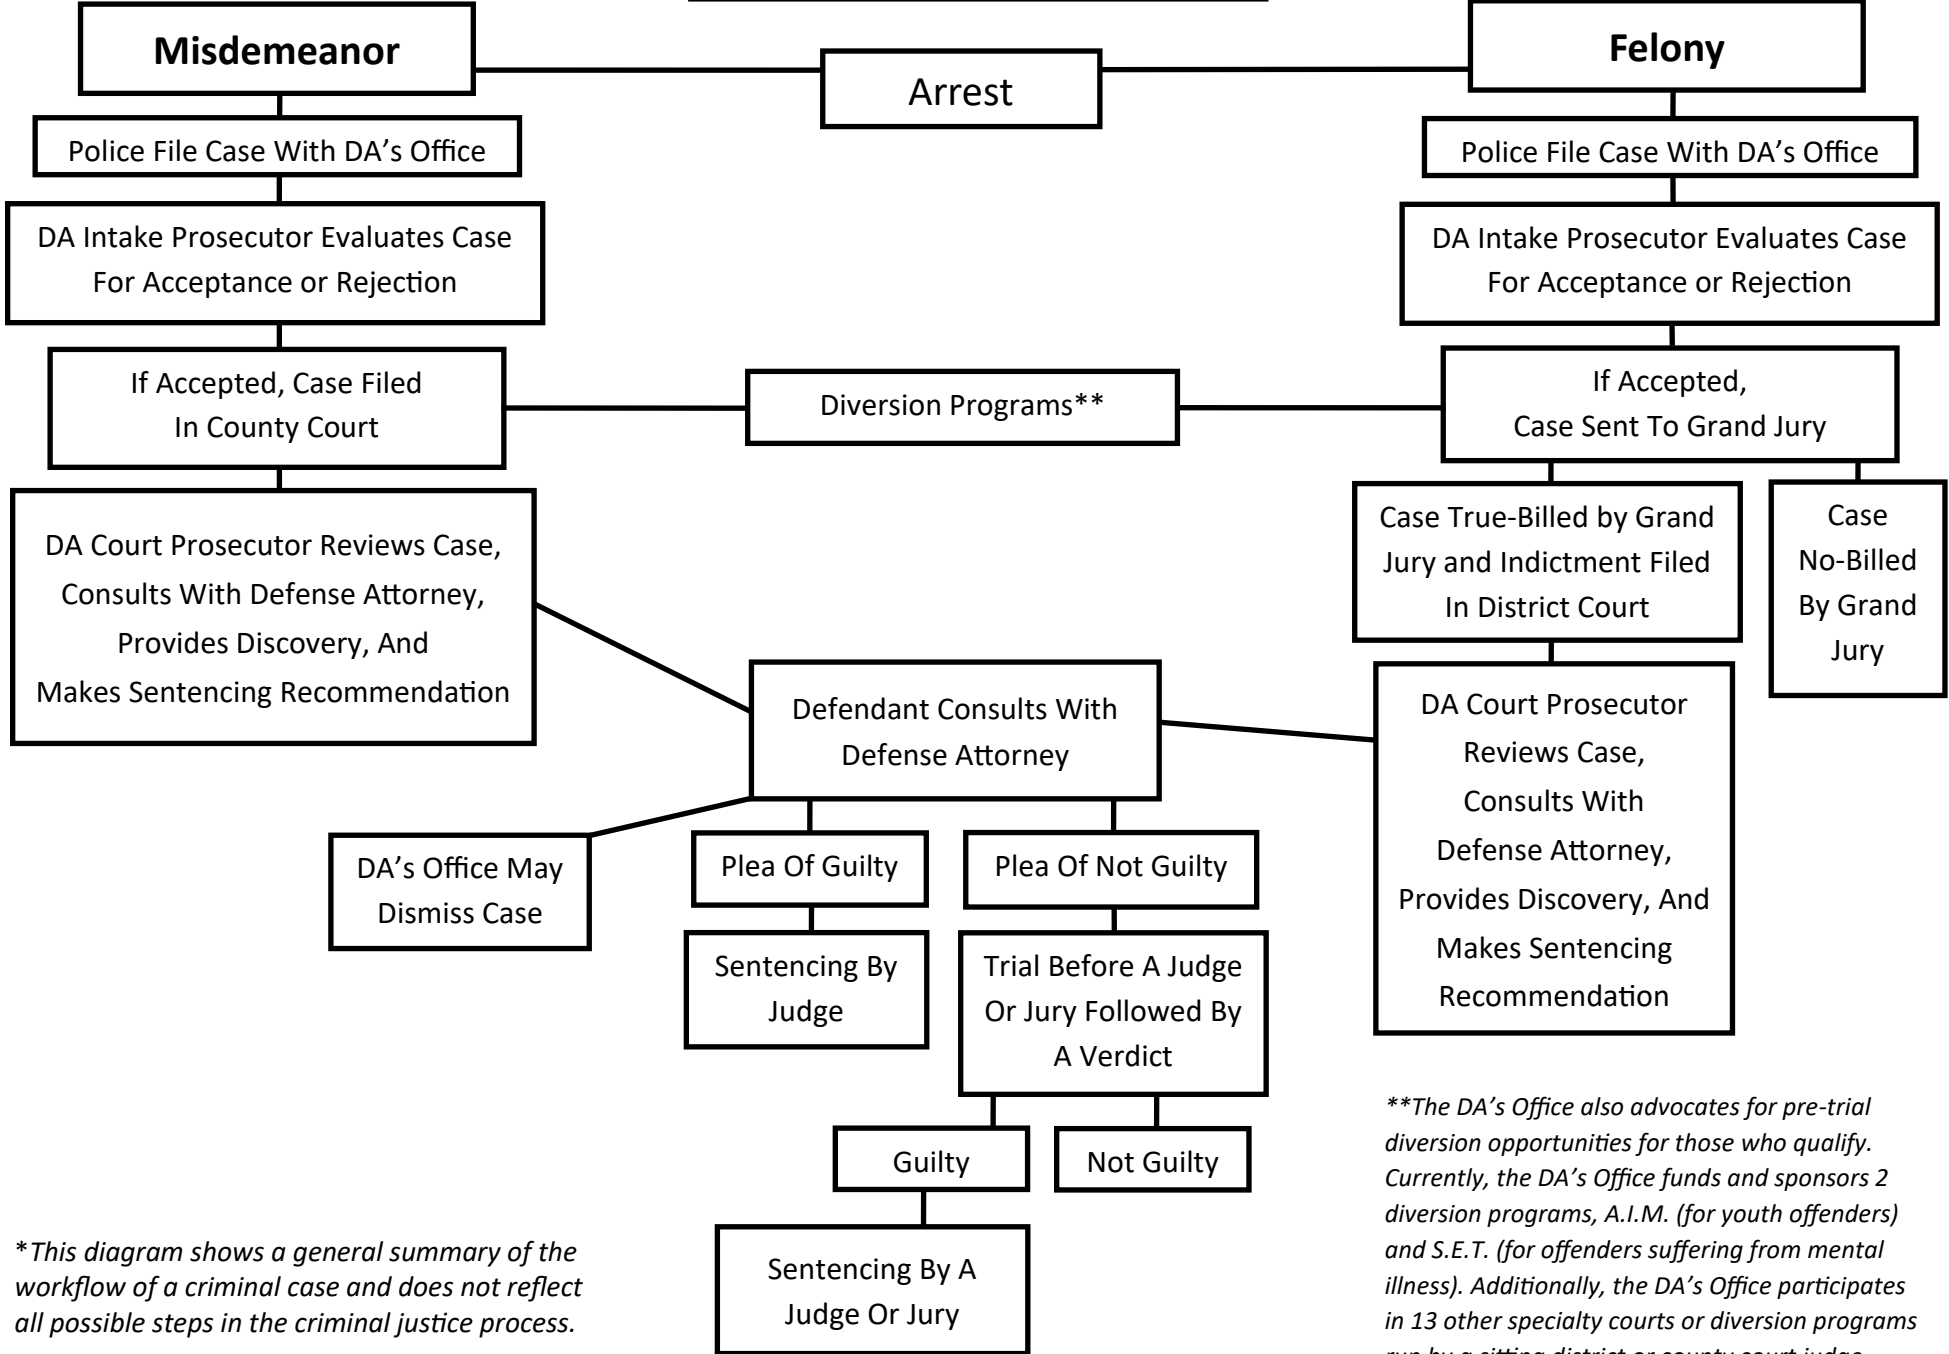 Misdemeanor
Arrest
Felony
Police File Case With DA’s Office
Police File Case With DA’s Office
DA Intake Prosecutor Evaluates Case
For Acceptance or Rejection
DA Intake Prosecutor Evaluates Case
For Acceptance or Rejection
If Accepted, Case Filed
In County Court
Diversion Programs**
If Accepted,
Case Sent To Grand Jury
DA Court Prosecutor Reviews Case,
Consults With Defense Attorney,
Provides Discovery, And
Makes Sentencing Recommendation
Case True-Billed by Grand
Jury and Indictment Filed
In District Court
Case
No-Billed
By Grand
Jury
Defendant Consults With
Defense Attorney
DA Court Prosecutor
Reviews Case,
Consults With
Defense Attorney,
Provides Discovery, And
Makes Sentencing
Recommendation
DA’s Office May
Dismiss Case
Plea Of Guilty
Plea Of Not Guilty
Sentencing By
Judge
Trial Before A Judge
Or Jury Followed By
A Verdict
Guilty
Not Guilty
Sentencing By A
Judge Or Jury
*This diagram shows a general summary of the
workflow of a criminal case and does not reflect
all possible steps in the criminal justice process.
**The DA’s Office also advocates for pre-trial
diversion opportunities for those who qualify.
Currently, the DA’s Office funds and sponsors 2
diversion programs, A.I.M. (for youth offenders)
and S.E.T. (for offenders suffering from mental
illness). Additionally, the DA’s Office participates
in 13 other specialty courts or diversion programs
run by a sitting district or county court judge